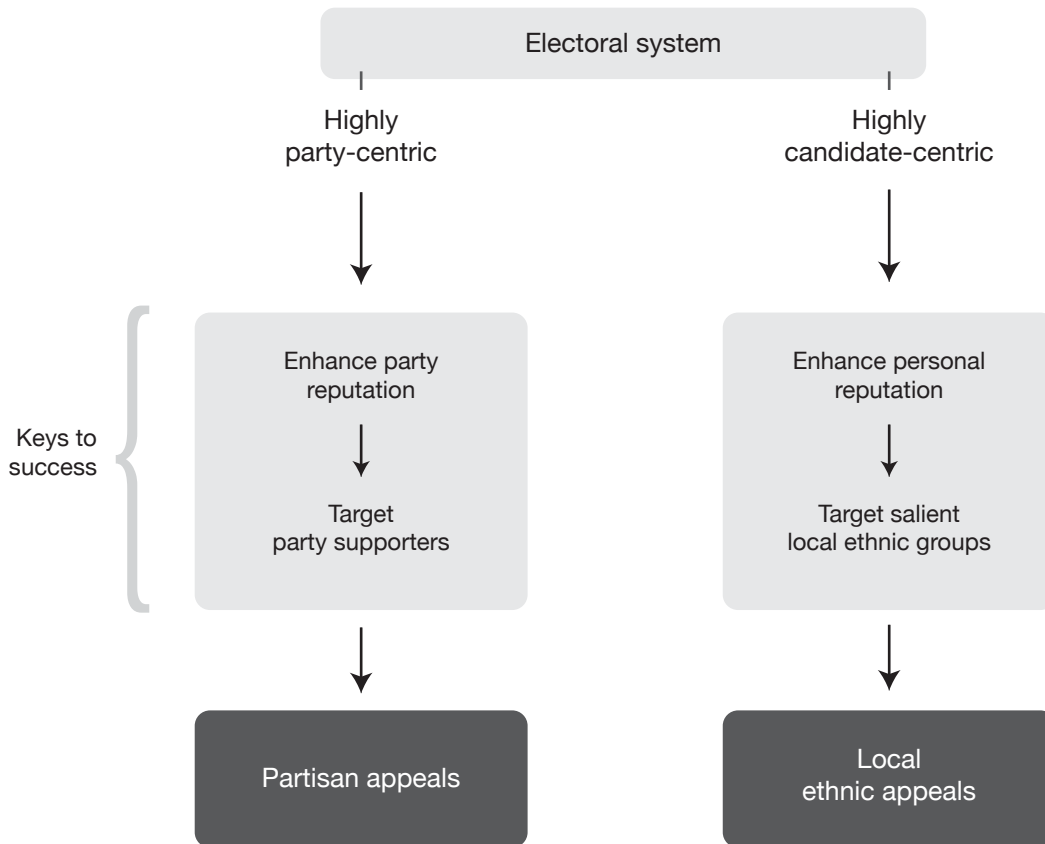 Electoral system
Highly
party-centric
Highly
candidate-centric
Keys to
success
Enhance party
reputation
Target
party supporters
Enhance personal
reputation
Target salient
local ethnic groups
Partisan appeals
Local
ethnic appeals